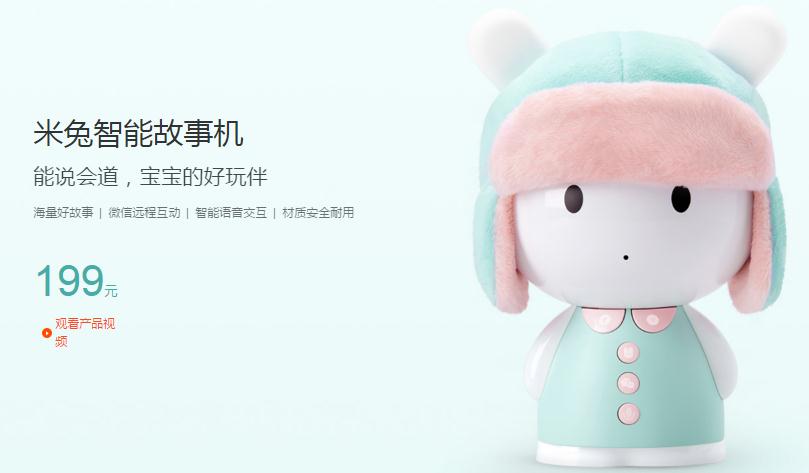 米兔智能故事机
能说会道，宝宝的好玩伴
海量好故事 | 微信远程互动 | 智能语音交互 | 材质安全耐用
199元
观看产品视
频